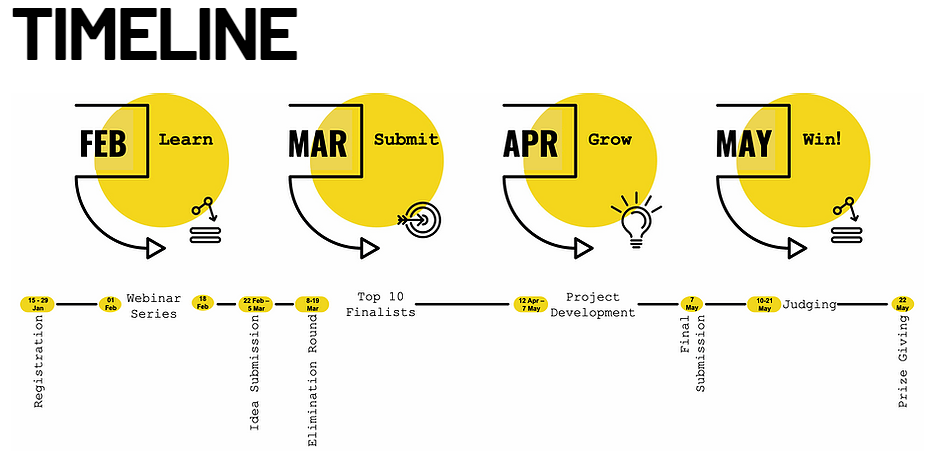 TIMELINE
FEB
Learn
MAR
Submit
APR
Grow
MAY
Win!
15 - 29
Jan
Registration
01
Feb
Webinar
Series
18
Feb
22 Feb –
5 Mar
Idea Submission
8-19
Mar
Elimination Round
Top 10
Finalists
12 Apr –
7 May
Project
Development
7
May
Final
Submission
10-21
May
Judging
22
May
Prize Giving